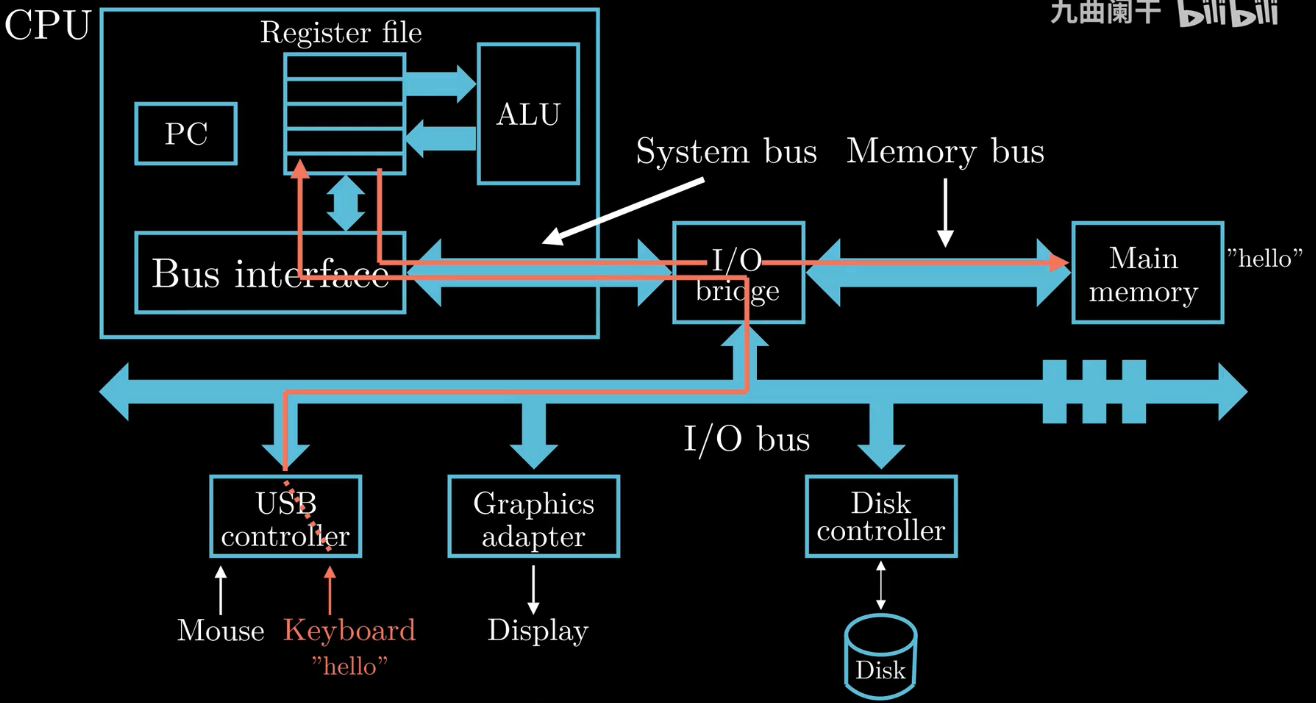 CPU
九曲阑干 bilibili
Register file
PC
ALU
System bus
Memory bus
Bus interface
I/O
bridge
Main
memory
"hello"
I/O bus
USB
controller
Graphics
adapter
Disk
controller
Mouse
Keyboard
"hello"
Display
Disk